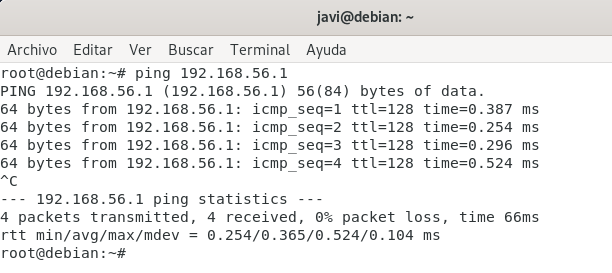 javi@debian: ~
Archivo Editar Ver Buscar Terminal Ayuda
root@debian:~# ping 192.168.56.1
PING 192.168.56.1 (192.168.56.1) 56(84) bytes of data.
64 bytes from 192.168.56.1: icmp_seq=1 ttl=128 time=0.387 ms
64 bytes from 192.168.56.1: icmp_seq=2 ttl=128 time=0.254 ms
64 bytes from 192.168.56.1: icmp_seq=3 ttl=128 time=0.296 ms
64 bytes from 192.168.56.1: icmp_seq=4 ttl=128 time=0.524 ms
^C
--- 192.168.56.1 ping statistics ---
4 packets transmitted, 4 received, 0% packet loss, time 66ms
rtt min/avg/max/mdev = 0.254/0.365/0.524/0.104 ms
root@debian:~#